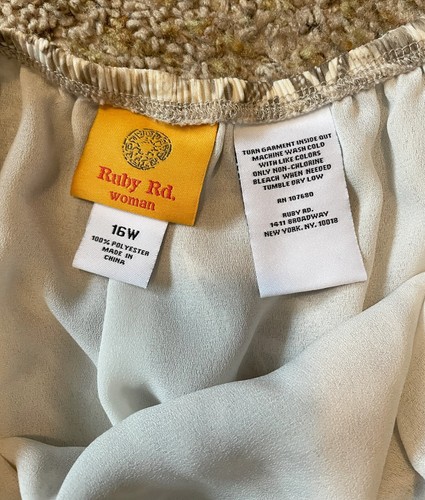 Ruby Rd.
woman
16W
100% POLYESTER
MADE IN
CHINA
TURN GARMENT INSIDE OUT
MACHINE WASH COLD
WITH LIKE COLORS
ONLY NON-CHLORINE
BLEACH WHEN NEEDED
TUMBLE DRY LOW
RN 107680
RUBY RD.
1411 BROADWAY
NEW YORK. NY. 10018